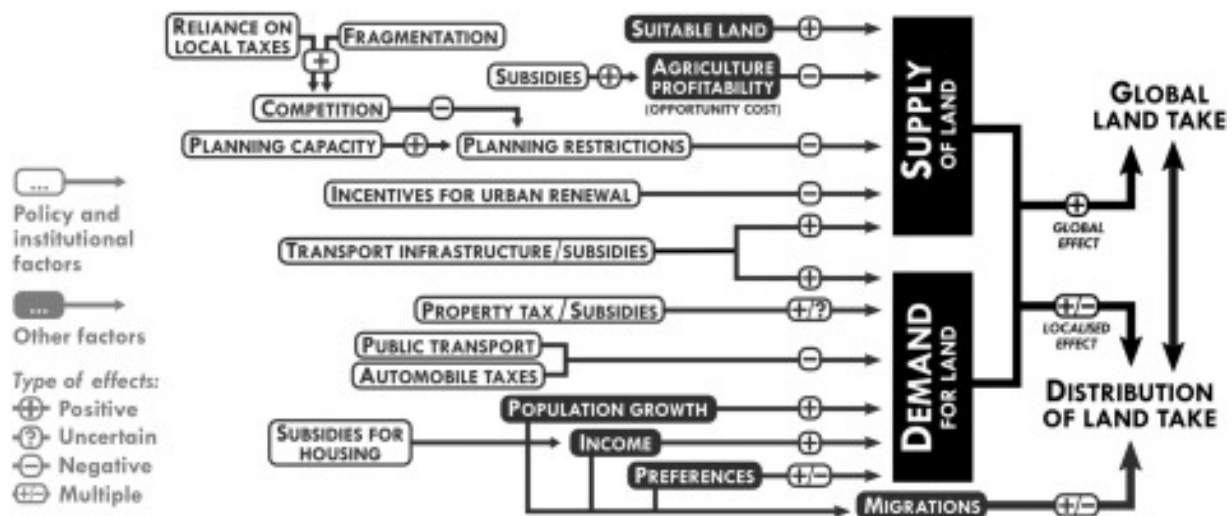 RELIANCE ON
LOCAL TAXES
FRAGMENTATION
+
SUITABLE LAND
+
SUBSIDIES
+
AGRICULTURE
PROFITABILITY
(OPPORTUNITY COST)
−
COMPETITION
−
PLANNING CAPACITY
+
PLANNING RESTRICTIONS
−
INCENTIVES FOR URBAN RENEWAL
−
TRANSPORT INFRASTRUCTURE/SUBSIDIES
+
+
PROPERTY TAX / SUBSIDIES
+/?
PUBLIC TRANSPORT
AUTOMOBILE TAXES
−
POPULATION GROWTH
+
SUBSIDIES FOR
HOUSING
INCOME
+
PREFERENCES
+/−
MIGRATIONS
+/−
SUPPLY
OF LAND
DEMAND
FOR LAND
GLOBAL
LAND TAKE
+
GLOBAL
EFFECT
+/−
LOCALISED
EFFECT
DISTRIBUTION
OF LAND TAKE
...
Policy and
institutional
factors
...
Other factors
Type of effects:
+ Positive
? Uncertain
− Negative
+/− Multiple